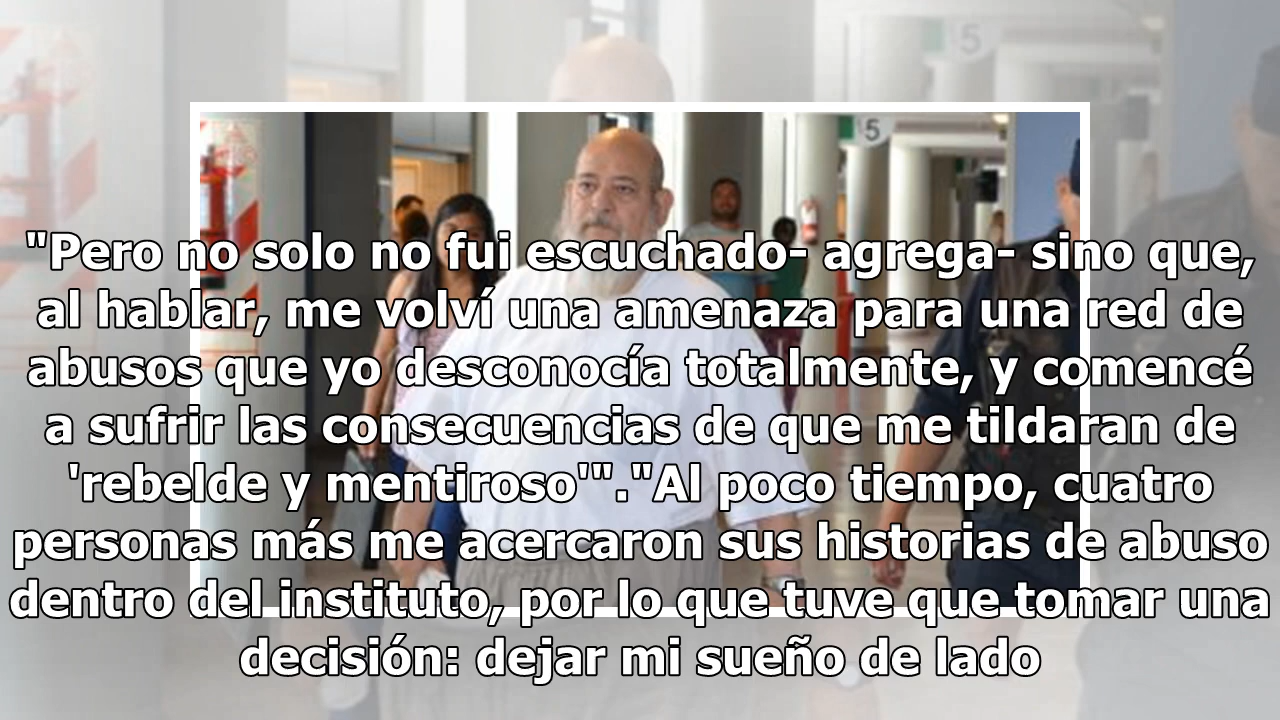 5
5
"Pero no solo no fui escuchado- agrega- sino que,
al hablar, me volví una amenaza para una red de
abusos que yo desconocía totalmente, y comencé
a sufrir las consecuencias de que me tildaran de
'rebelde y mentiroso'"."Al poco tiempo, cuatro
personas más me acercaron sus historias de abuso
dentro del instituto, por lo que tuve que tomar una
decisión: dejar mi sueño de lado